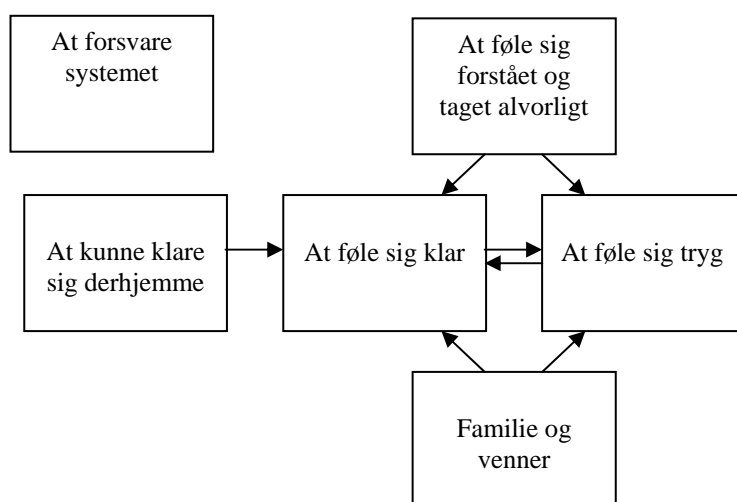 At forsvare
systemet
At føle sig
forstået og
taget alvorligt
At kunne klare
sig derhjemme
At føle sig klar
At føle sig tryg
Familie og
venner